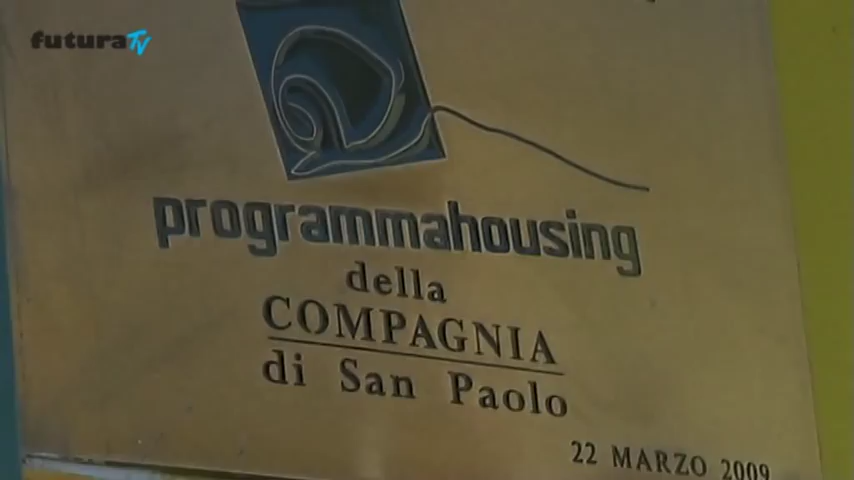 futuraTV
programmahousing
della
COMPAGNIA
di San Paolo
22 MARZO 2009